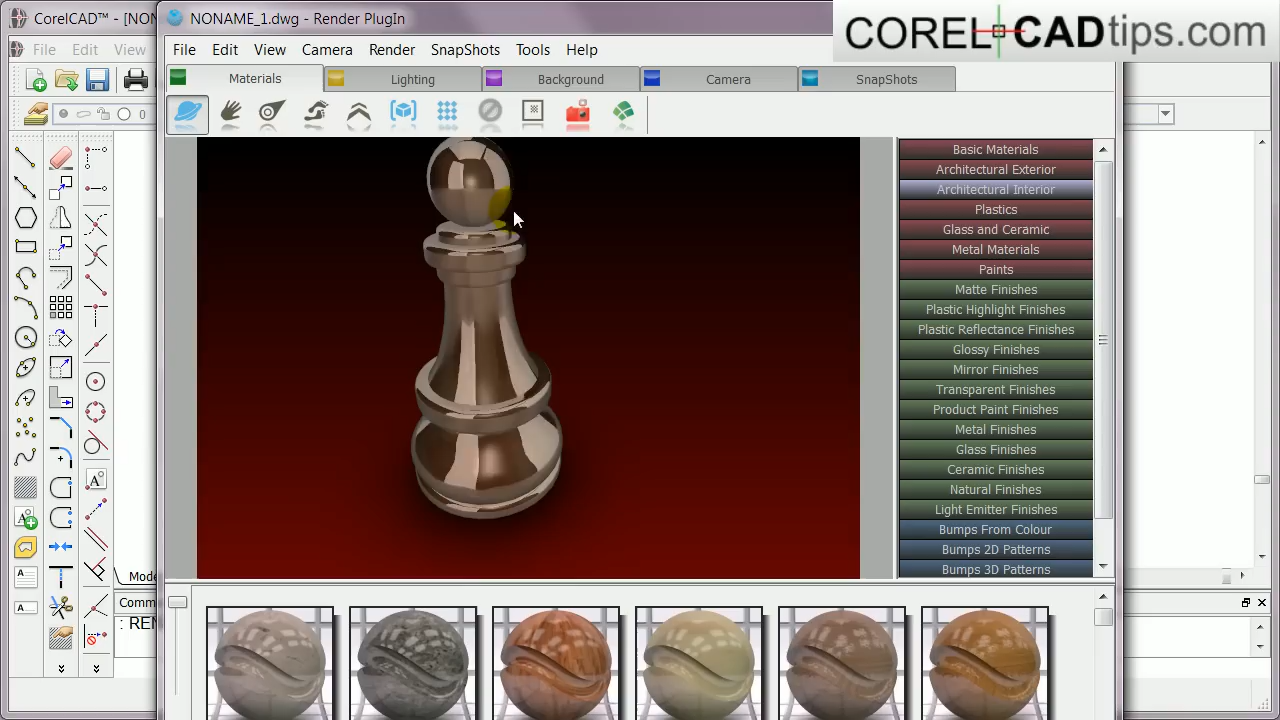 CorelCAD™ - [NON
NONAME_1.dwg - Render PlugIn
COREL CADtips.com
File Edit View
File Edit View Camera Render SnapShots Tools Help
Materials Lighting Background Camera SnapShots
0
Basic Materials
Architectural Exterior
Architectural Interior
Plastics
Glass and Ceramic
Metal Materials
Paints
Matte Finishes
Plastic Highlight Finishes
Plastic Reflectance Finishes
Glossy Finishes
Mirror Finishes
Transparent Finishes
Product Paint Finishes
Metal Finishes
Glass Finishes
Ceramic Finishes
Natural Finishes
Light Emitter Finishes
Bumps From Colour
Bumps 2D Patterns
Bumps 3D Patterns
Mode
Comm
: REN